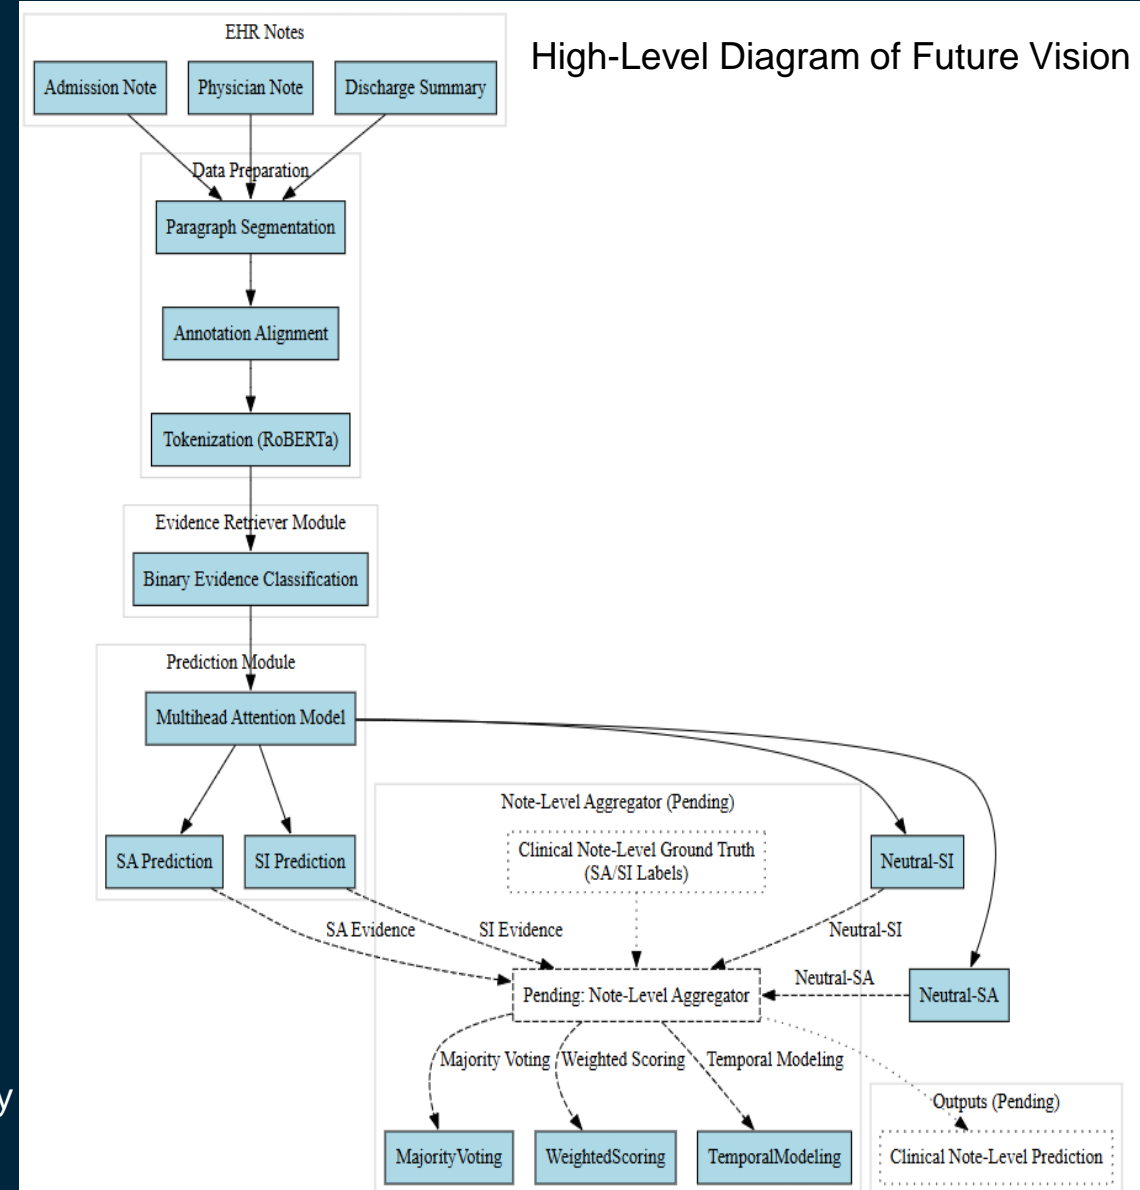 High-Level Diagram of Future Vision
EHR Notes
Admission Note
Physician Note
Discharge Summary
Data Preparation
Paragraph Segmentation
Annotation Alignment
Tokenization (RoBERTa)
Evidence Retriever Module
Binary Evidence Classification
Prediction Module
Multihead Attention Model
SA Prediction
SI Prediction
Note-Level Aggregator (Pending)
Clinical Note-Level Ground Truth
(SA/SI Labels)
Neutral-SI
SA Evidence
SI Evidence
Neutral-SI
Neutral-SA
Pending: Note-Level Aggregator
Neutral-SA
Majority Voting
Weighted Scoring
Temporal Modeling
MajorityVoting
WeightedScoring
TemporalModeling
Outputs (Pending)
Clinical Note-Level Prediction
y